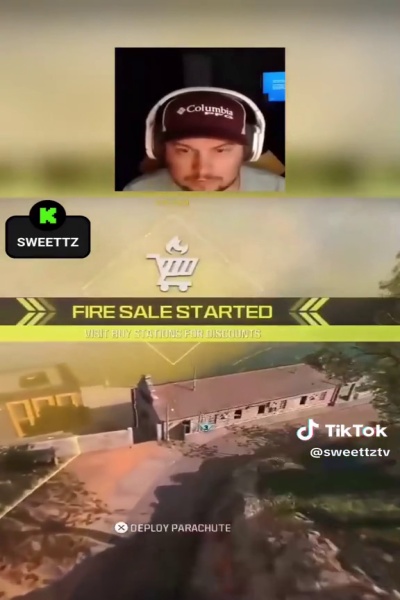 Columbia
K
SWEETTZ
FIRE SALE STARTED
VISIT BUY STATIONS FOR DISCOUNTS
TikTok
@sweettztv
DEPLOY PARACHUTE